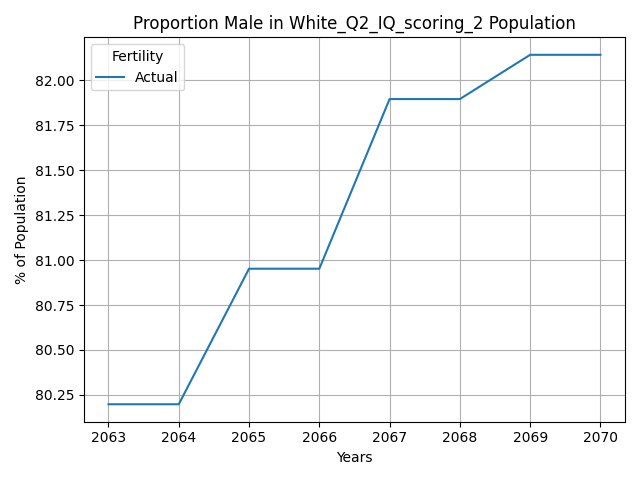 Proportion Male in White_Q2_IQ_scoring_2 Population
Fertility
Actual
% of Population
82.00
81.75
81.50
81.25
81.00
80.75
80.50
80.25
2063 2064 2065 2066 2067 2068 2069 2070
Years